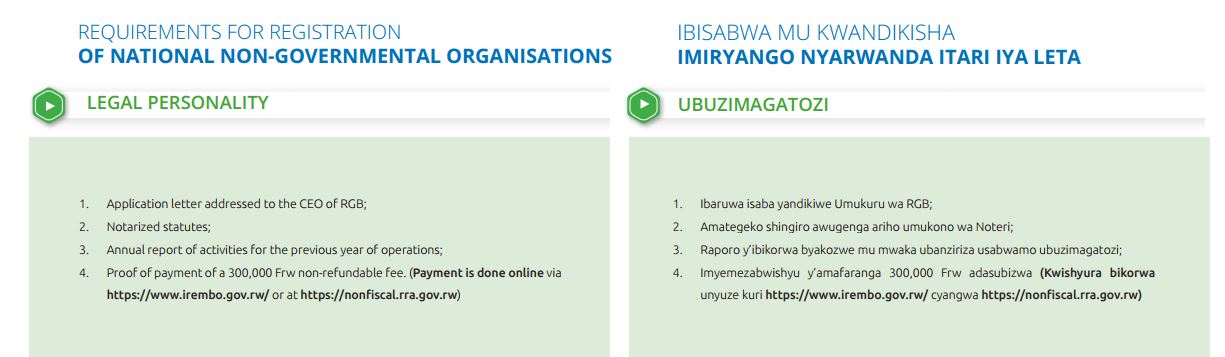 REQUIREMENTS FOR REGISTRATION
OF NATIONAL NON-GOVERNMENTAL ORGANISATIONS
LEGAL PERSONALITY
1. Application letter addressed to the CEO of RGB;
2. Notarized statutes;
3. Annual report of activities for the previous year of operations;
4. Proof of payment of a 300,000 Frw non-refundable fee. (Payment is done online via
https://www.irembo.gov.rw/ or at https://nonfiscal.rra.gov.rw)
IBISABWA MU KWANDIKISHA
IMIRYANGO NYARWANDA ITARI IYA LETA
UBUZIMAGATOZI
1. Ibaruwa isaba yandikiwe Umukuru wa RGB;
2. Amategeko shingiro awugenga ariho umukono wa Noteri;
3. Raporo y’ibikorwa byakozwe mu mwaka ubanziriza usabwamo ubuzimagatozi;
4. Imyemezabwishyu y’amafaranga 300,000 Frw adasubizwa (Kwishyura bikorwa
unyuze kuri https://www.irembo.gov.rw/ cyangwa https://nonfiscal.rra.gov.rw)